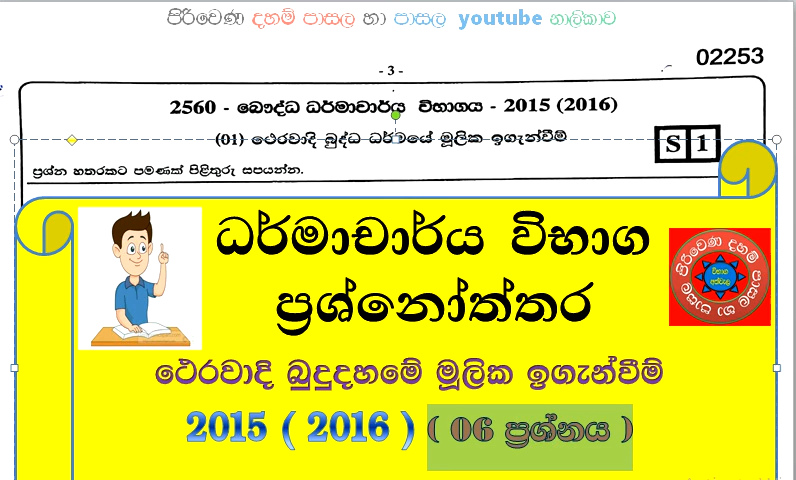 පිරිවෙණ දහම් පාසල හා පාසල youtube නාලිකාව
02253
- 3 -
2560 - බෞද්ධ ධර්මාචාර්ය විභාගය - 2015 (2016)
(01) ථෙරවාදි බුද්ධ ධර්මයේ මූලික ඉගැන්වීම්
S 1
ප්‍රශ්න හතරකට පමණක් පිළිතුරු සපයන්න.
ධර්මාචාර්ය විභාග
ප්‍රශ්නෝත්තර
ථෙරවාදි බුදුදහමේ මූලික ඉගැන්වීම්
2015 ( 2016 ) ( 06 ප්‍රශ්නය )